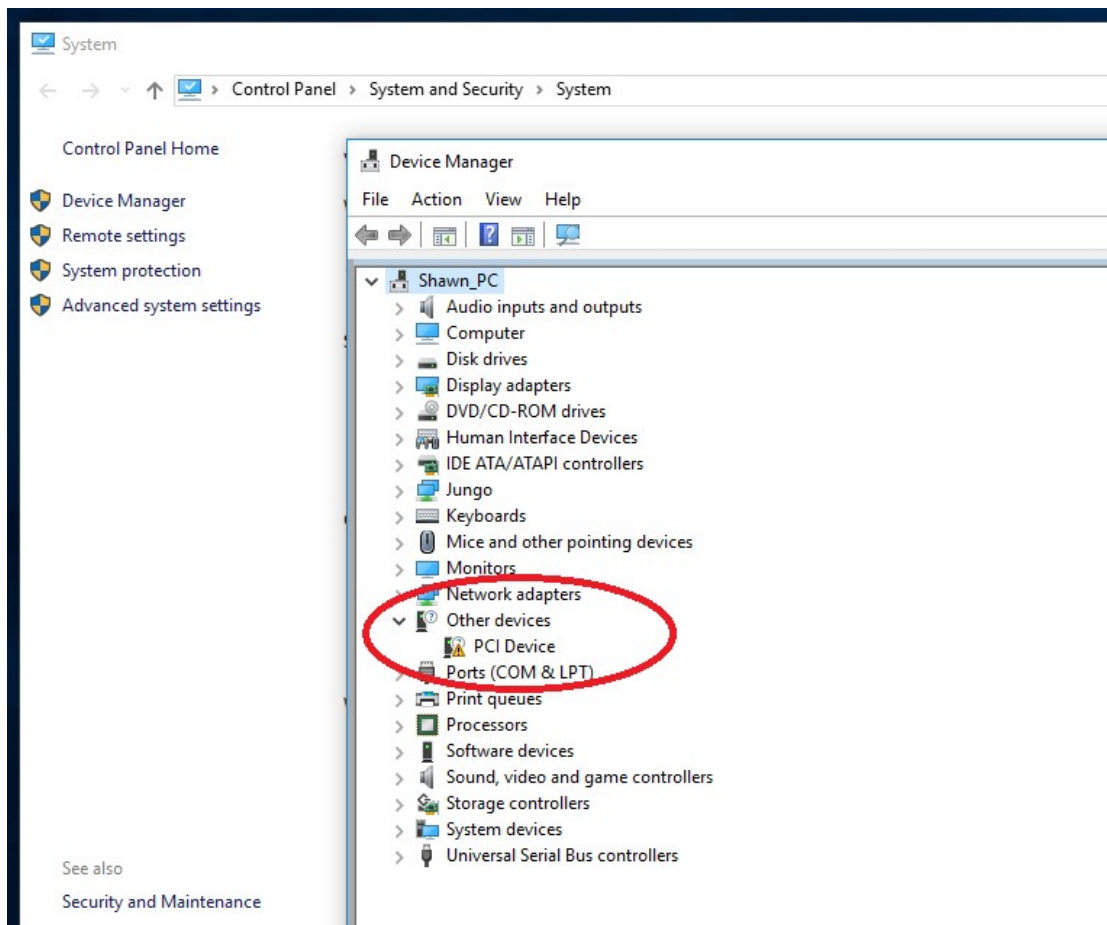 System
Control Panel > System and Security > System
Control Panel Home
Device Manager
Remote settings
System protection
Advanced system settings
See also
Security and Maintenance
Device Manager
File Action View Help
Shawn_PC
Audio inputs and outputs
Computer
Disk drives
Display adapters
DVD/CD-ROM drives
Human Interface Devices
IDE ATA/ATAPI controllers
Jungo
Keyboards
Mice and other pointing devices
Monitors
Network adapters
Other devices
PCI Device
Ports (COM & LPT)
Print queues
Processors
Software devices
Sound, video and game controllers
Storage controllers
System devices
Universal Serial Bus controllers